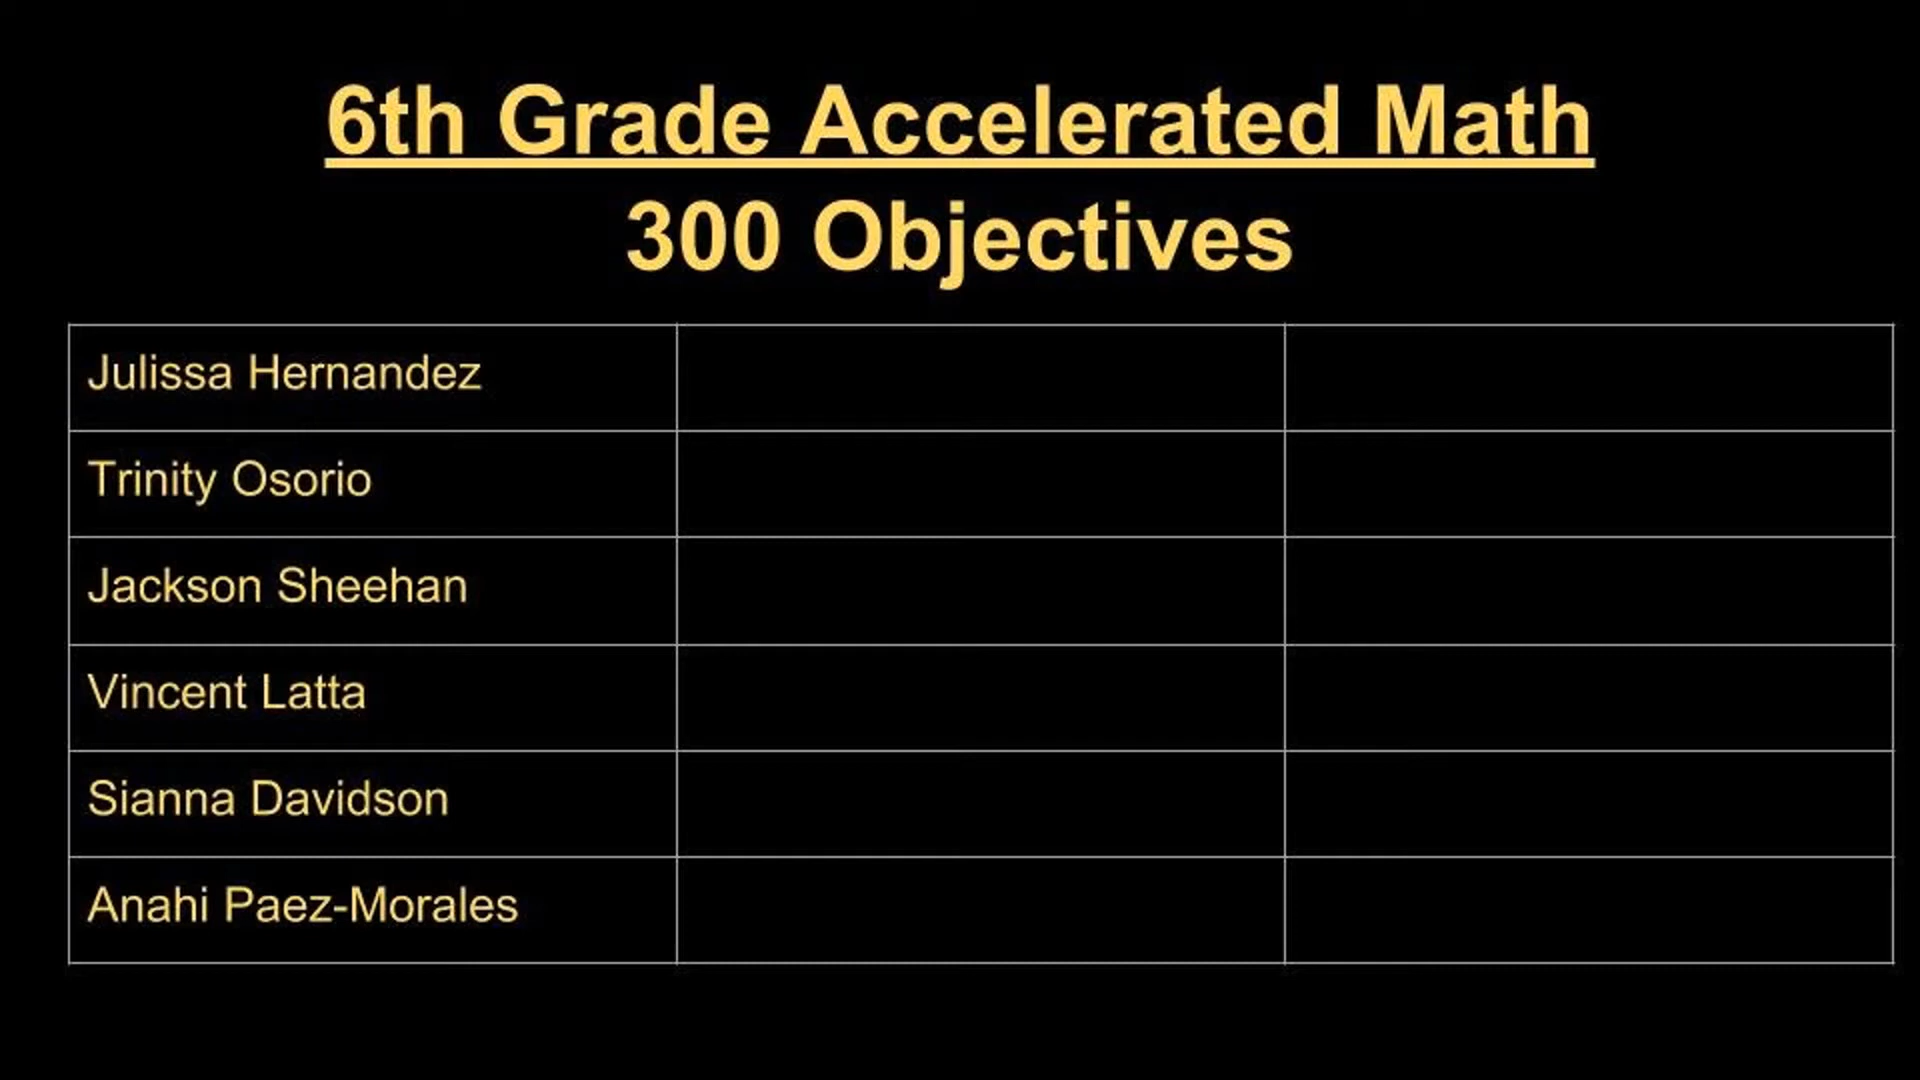 6th Grade Accelerated Math
300 Objectives
Julissa Hernandez
Trinity Osorio
Jackson Sheehan
Vincent Latta
Sianna Davidson
Anahi Paez-Morales